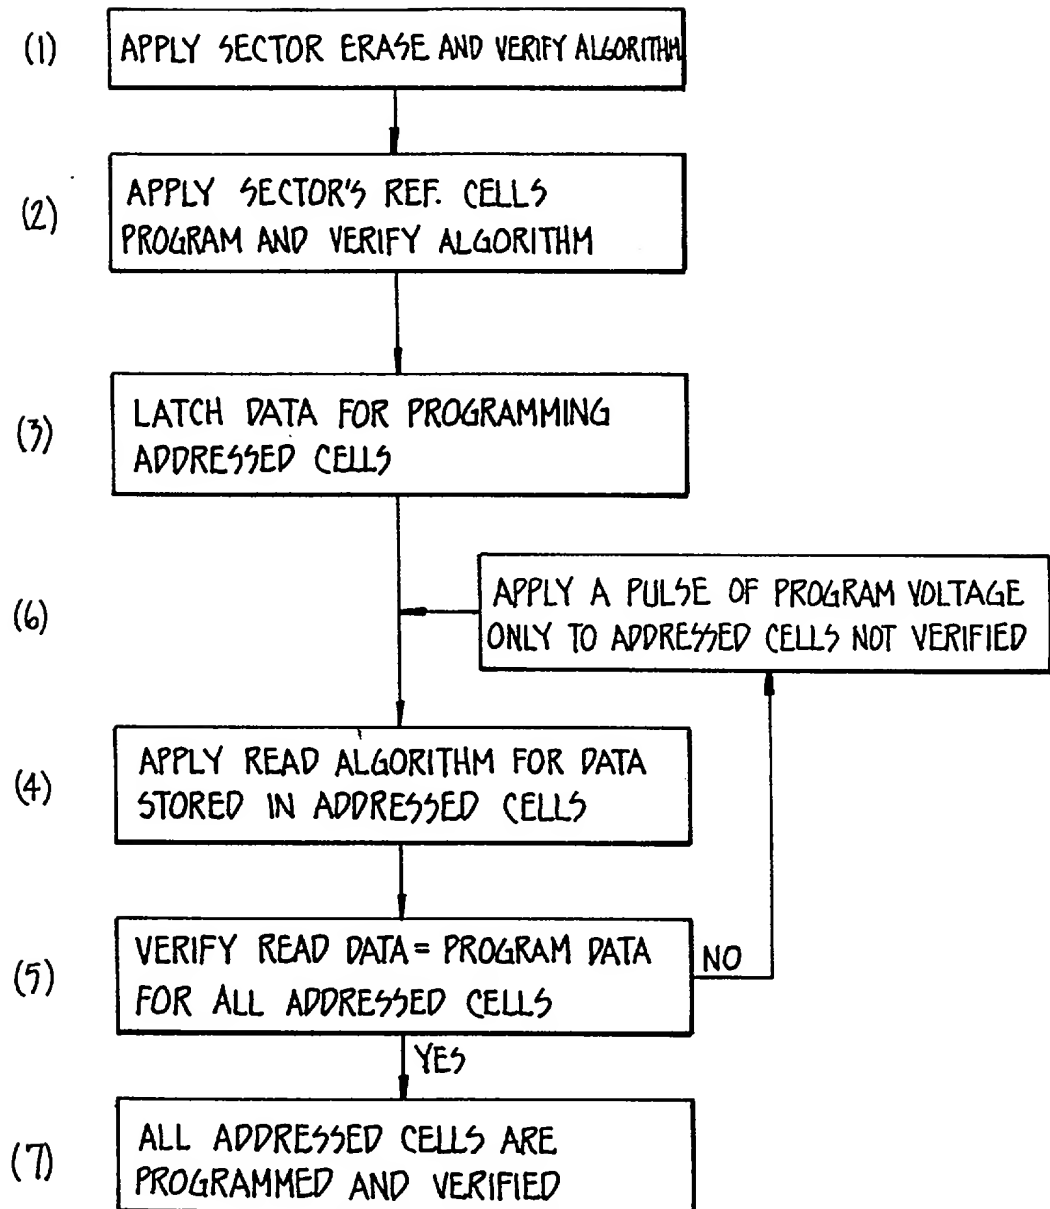 (1) APPLY SECTOR ERASE AND VERIFY ALGORITHM
(2) APPLY SECTOR'S REF. CELLS
PROGRAM AND VERIFY ALGORITHM
(3) LATCH DATA FOR PROGRAMMING
ADDRESSED CELLS
(6) APPLY A PULSE OF PROGRAM VOLTAGE
ONLY TO ADDRESSED CELLS NOT VERIFIED
(4) APPLY READ ALGORITHM FOR DATA
STORED IN ADDRESSED CELLS
(5) VERIFY READ DATA = PROGRAM DATA
FOR ALL ADDRESSED CELLS
NO
YES
(7) ALL ADDRESSED CELLS ARE
PROGRAMMED AND VERIFIED